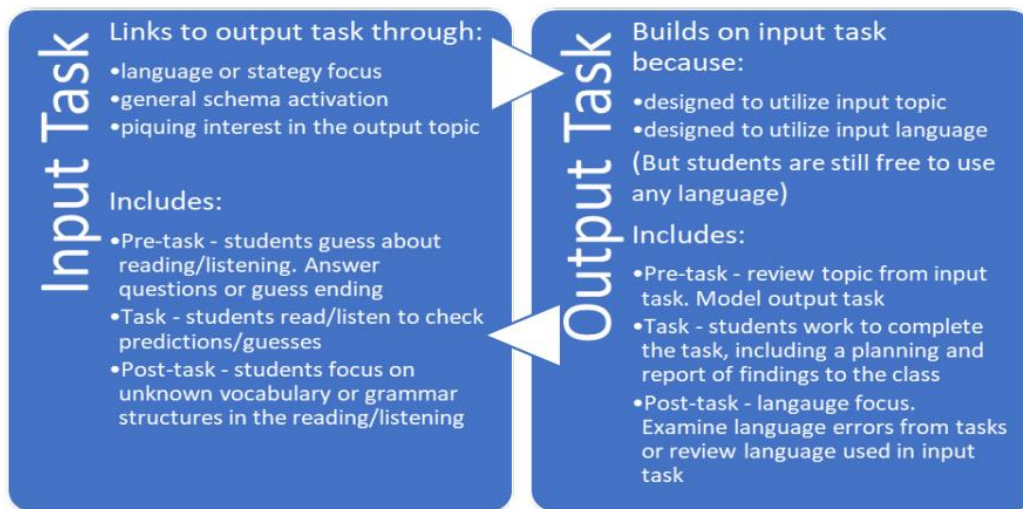 Input Task
Links to output task through:
•language or stategy focus
•general schema activation
•piquing interest in the output topic
Includes:
•Pre-task - students guess about
reading/listening. Answer
questions or guess ending
•Task - students read/listen to check
predictions/guesses
•Post-task - students focus on
unknown vocabulary or grammar
structures in the reading/listening
Output Task
Builds on input task
because:
•designed to utilize input topic
•designed to utilize input language
(But students are still free to use
any language)
Includes:
•Pre-task - review topic from input
task. Model output task
•Task - students work to complete
the task, including a planning and
report of findings to the class
•Post-task - langauge focus.
Examine language errors from tasks
or review language used in input
task